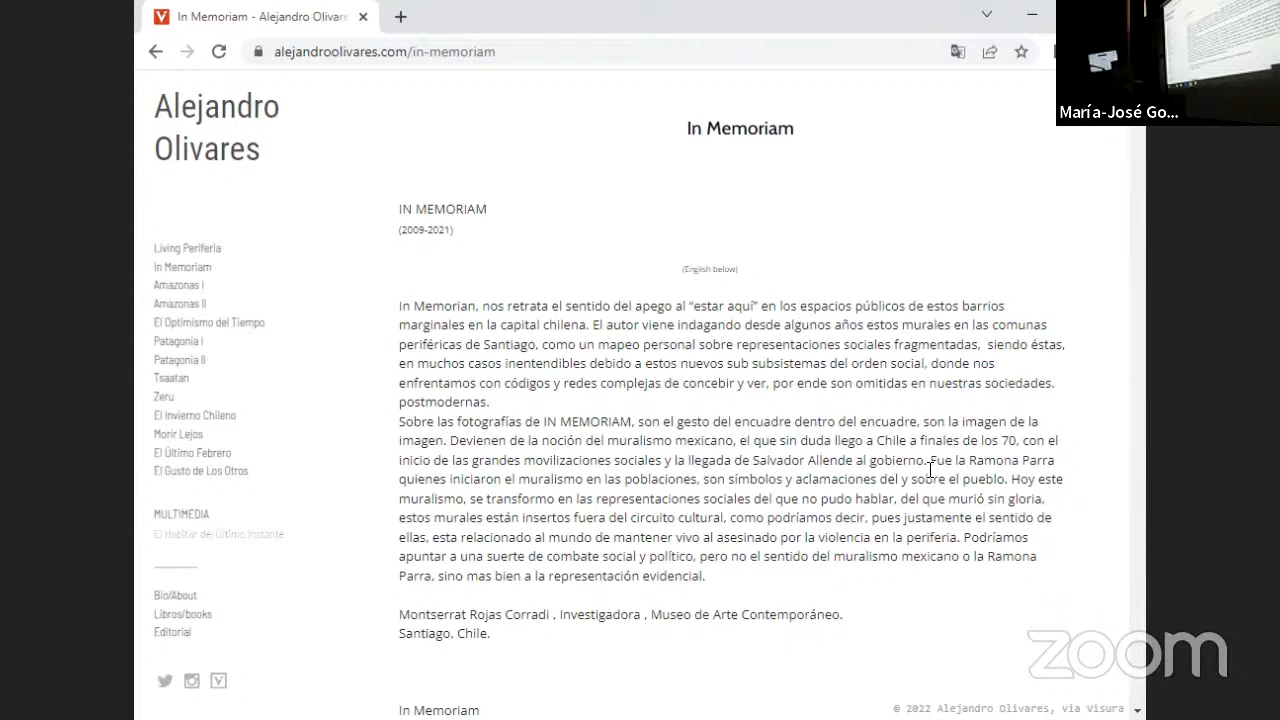 In Memoriam - Alejandro Olivare
alejandroolivares.com/in-memoriam
María-José Go...
Alejandro
Olivares
In Memoriam
Living Periferia
In Memoriam
Amazonas I
Amazonas II
El Optimismo del Tiempo
Patagonia I
Patagonia II
Tsaatan
Zeru
El Invierno Chileno
Morir Lejos
El Último Febrero
El Gusto de Los Otros
MULTIMEDIA
El Habitar del Último Instante
Bio/About
Libros/books
Editorial
IN MEMORIAM
(2009-2021)
(English below)
In Memorian, nos retrata el sentido del apego al “estar aquí” en los espacios públicos de estos barrios
marginales en la capital chilena. El autor viene indagando desde algunos años estos murales en las comunas
periféricas de Santiago, como un mapeo personal sobre representaciones sociales fragmentadas, siendo éstas,
en muchos casos inentendibles debido a estos nuevos sub subsistemas del orden social, donde nos
enfrentamos con códigos y redes complejas de concebir y ver, por ende son omitidas en nuestras sociedades.
postmodernas.
Sobre las fotografías de IN MEMORIAM, son el gesto del encuadre dentro del encuadre, son la imagen de la
imagen. Devienen de la noción del muralismo mexicano, el que sin duda llego a Chile a finales de los 70, con el
inicio de las grandes movilizaciones sociales y la llegada de Salvador Allende al gobierno. Fue la Ramona Parra
quienes iniciaron el muralismo en las poblaciones, son símbolos y aclamaciones del y sobre el pueblo. Hoy este
muralismo, se transformo en las representaciones sociales del que no pudo hablar, del que murió sin gloria,
estos murales están insertos fuera del circuito cultural, como podríamos decir, pues justamente el sentido de
ellas, esta relacionado al mundo de mantener vivo al asesinado por la violencia en la periferia. Podríamos
apuntar a una suerte de combate social y político, pero no el sentido del muralismo mexicano o la Ramona
Parra, sino mas bien a la representación evidencial.
Montserrat Rojas Corradi , Investigadora , Museo de Arte Contemporáneo.
Santiago, Chile.
In Memoriam
zoom
© 2022 Alejandro Olivares, via Visura